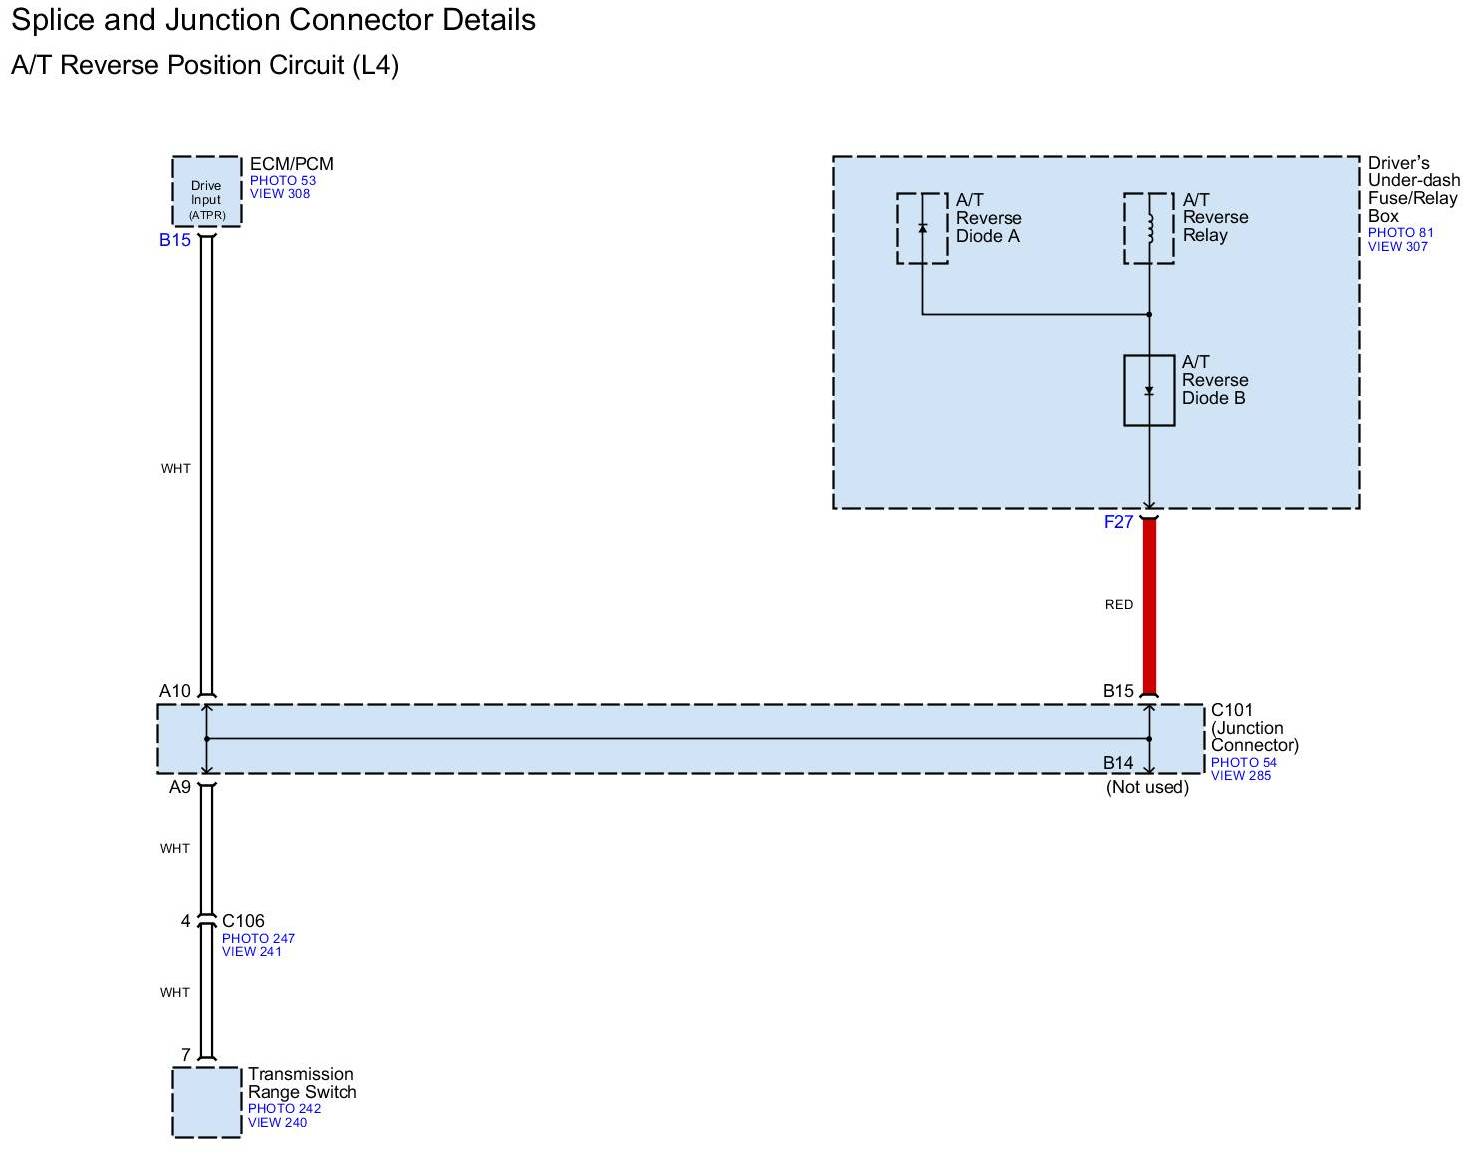 Splice and Junction Connector Details
A/T Reverse Position Circuit (L4)
Drive
Input
(ATPR)
ECM/PCM
PHOTO 53
VIEW 308
B15
WHT
A10
A/T
Reverse
Diode A
A/T
Reverse
Relay
A/T
Reverse
Diode B
Driver’s
Under-dash
Fuse/Relay
Box
PHOTO 81
VIEW 307
F27
RED
B15
B14
(Not used)
C101
(Junction
Connector)
PHOTO 54
VIEW 285
A9
WHT
4
C106
PHOTO 247
VIEW 241
WHT
7
Transmission
Range Switch
PHOTO 242
VIEW 240